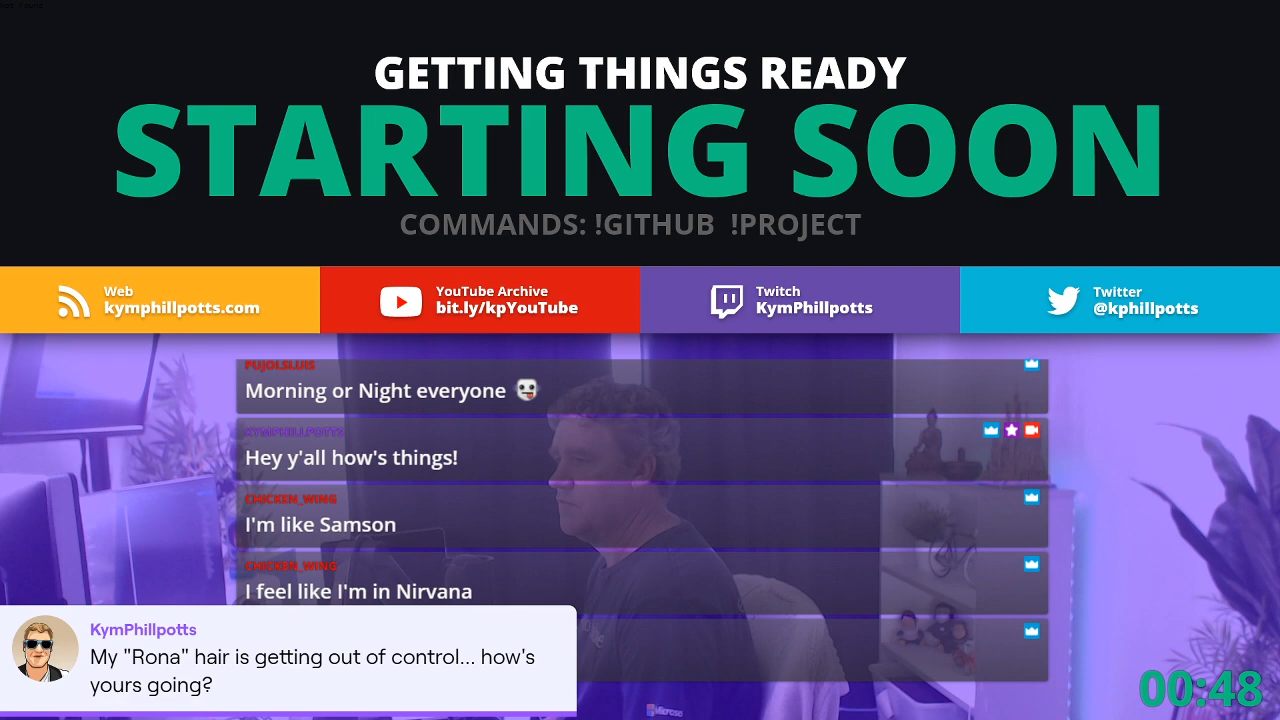 Not Found
GETTING THINGS READY
STARTING SOON
COMMANDS: !GITHUB !PROJECT
Web
kymphillpotts.com
YouTube Archive
bit.ly/kpYouTube
Twitch
KymPhillpotts
Twitter
@kphillpotts
PUJOLSLUIS
Morning or Night everyone
KYMPHILLPOTTS
Hey y'all how's things!
CHICKEN_WING
I'm like Samson
CHICKEN_WING
I feel like I'm in Nirvana
KymPhillpotts
My "Rona" hair is getting out of control... how's
yours going?
00:48